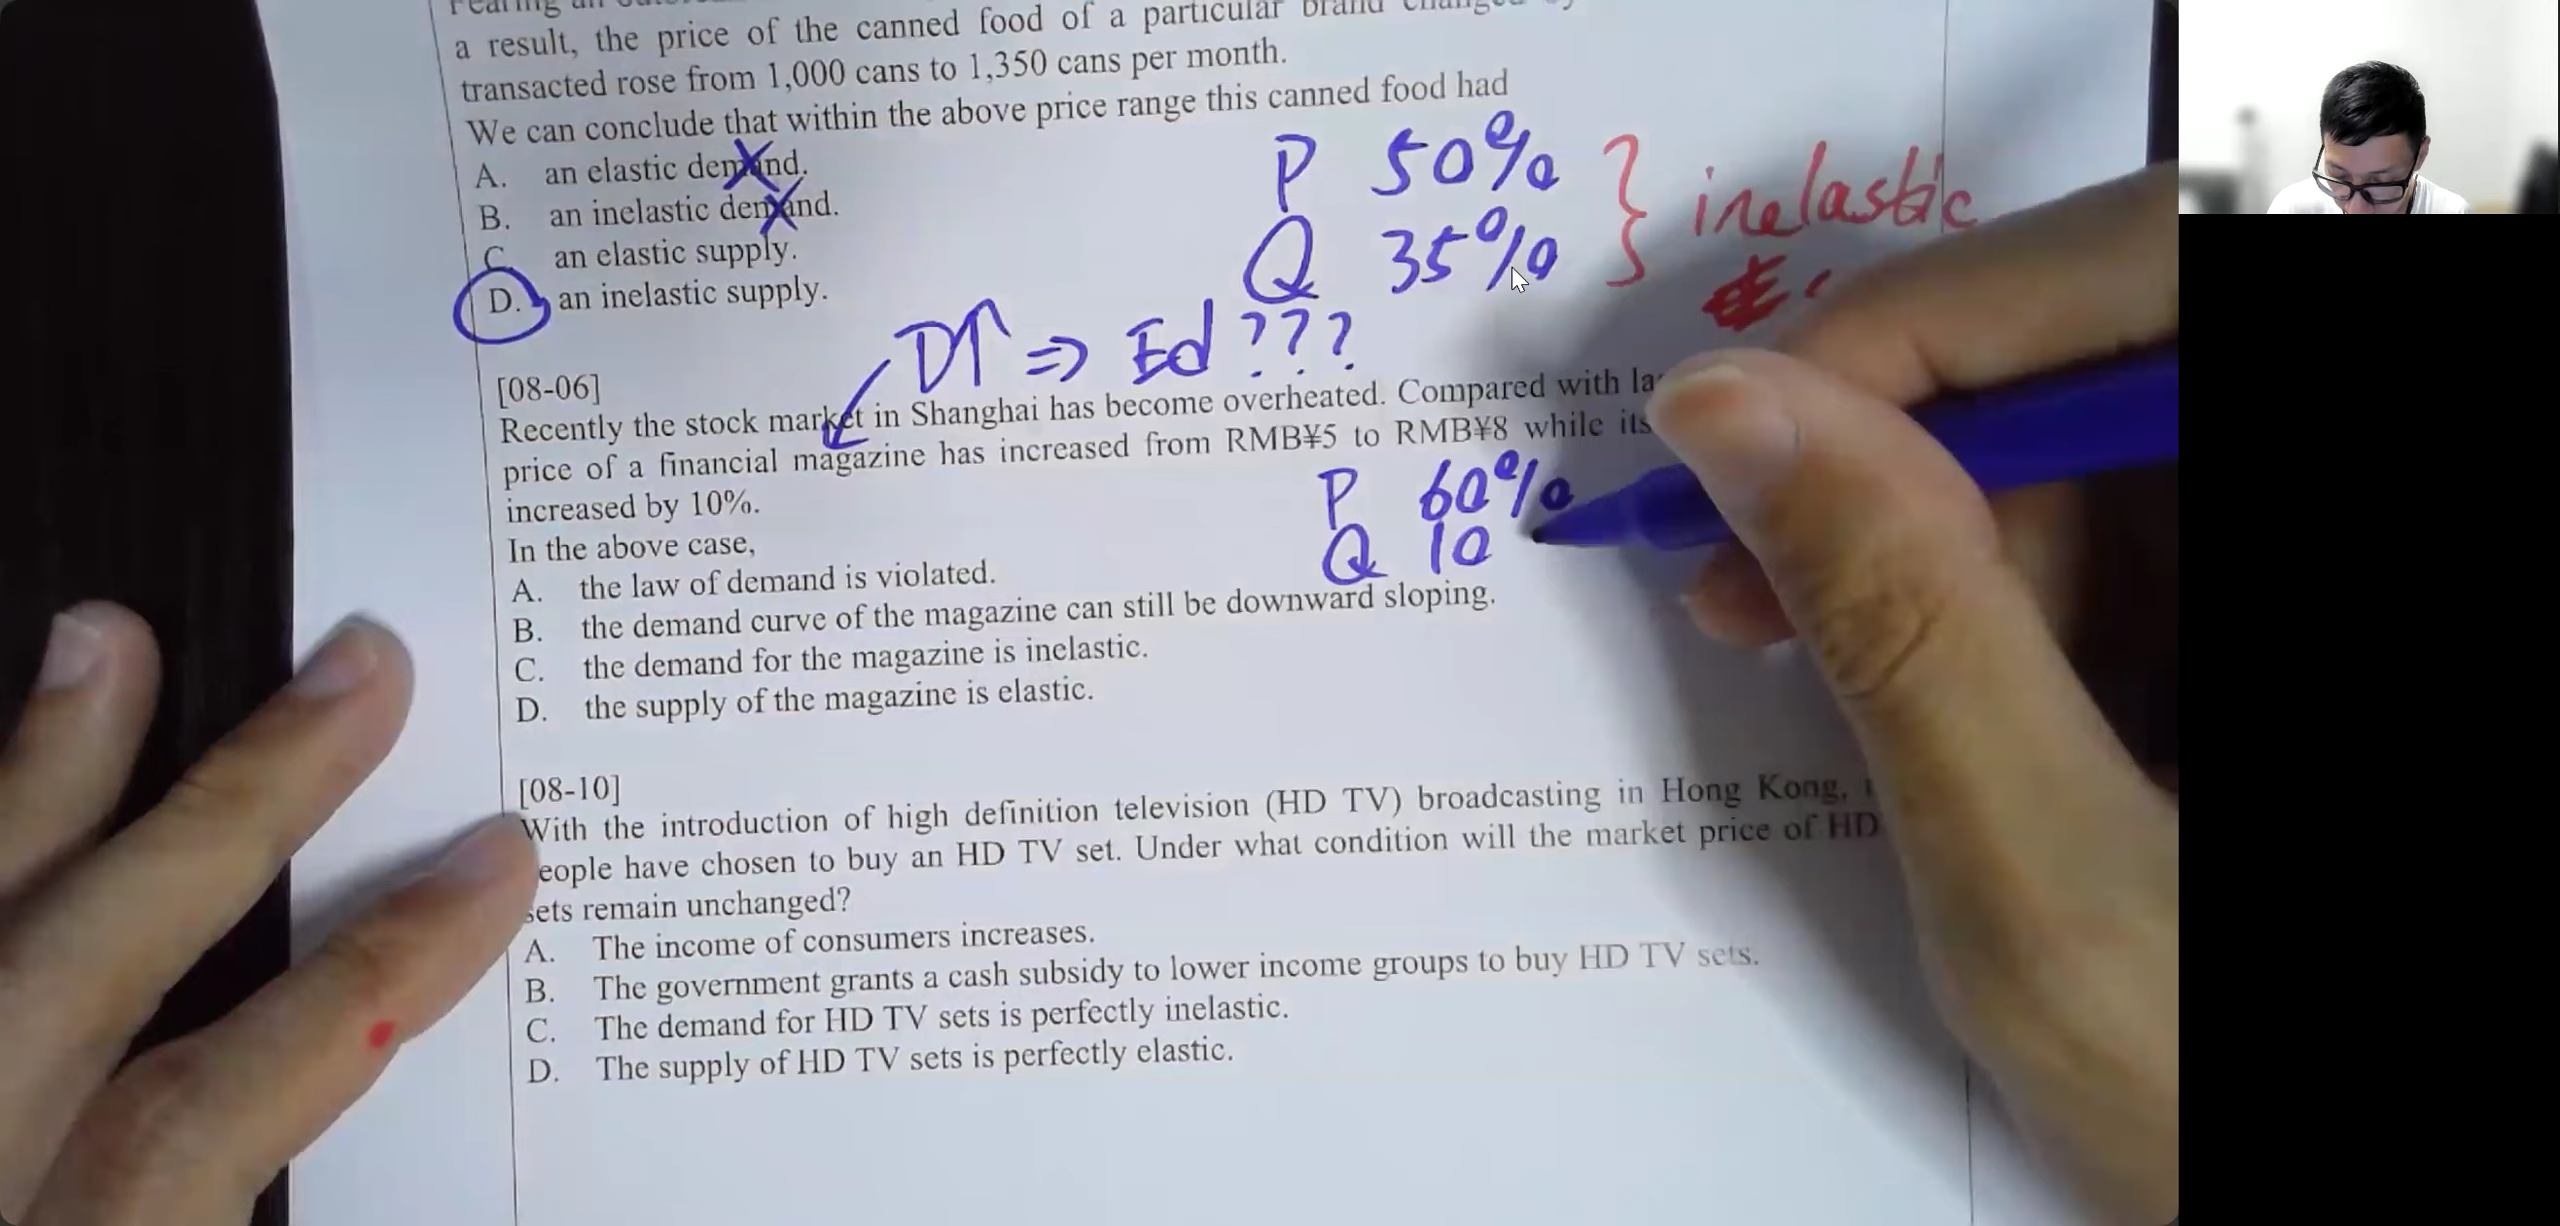 a result, the price of the canned food of a particular brand changed
transacted rose from 1,000 cans to 1,350 cans per month.
We can conclude that within the above price range this canned food had
A. an elastic demand.
B. an inelastic demand.
C. an elastic supply.
D. an inelastic supply.
P 50%
Q 35%
inelastic
D↑ ⇒ Ed ???
[08-06]
Recently the stock market in Shanghai has become overheated. Compared with
price of a financial magazine has increased from RMB¥5 to RMB¥8 while its
increased by 10%.
P 60%
Q 10
In the above case,
A. the law of demand is violated.
B. the demand curve of the magazine can still be downward sloping.
C. the demand for the magazine is inelastic.
D. the supply of the magazine is elastic.
[08-10]
With the introduction of high definition television (HD TV) broadcasting in Hong Kong,
eople have chosen to buy an HD TV set. Under what condition will the market price of HD
sets remain unchanged?
A. The income of consumers increases.
B. The government grants a cash subsidy to lower income groups to buy HD TV sets.
C. The demand for HD TV sets is perfectly inelastic.
D. The supply of HD TV sets is perfectly elastic.